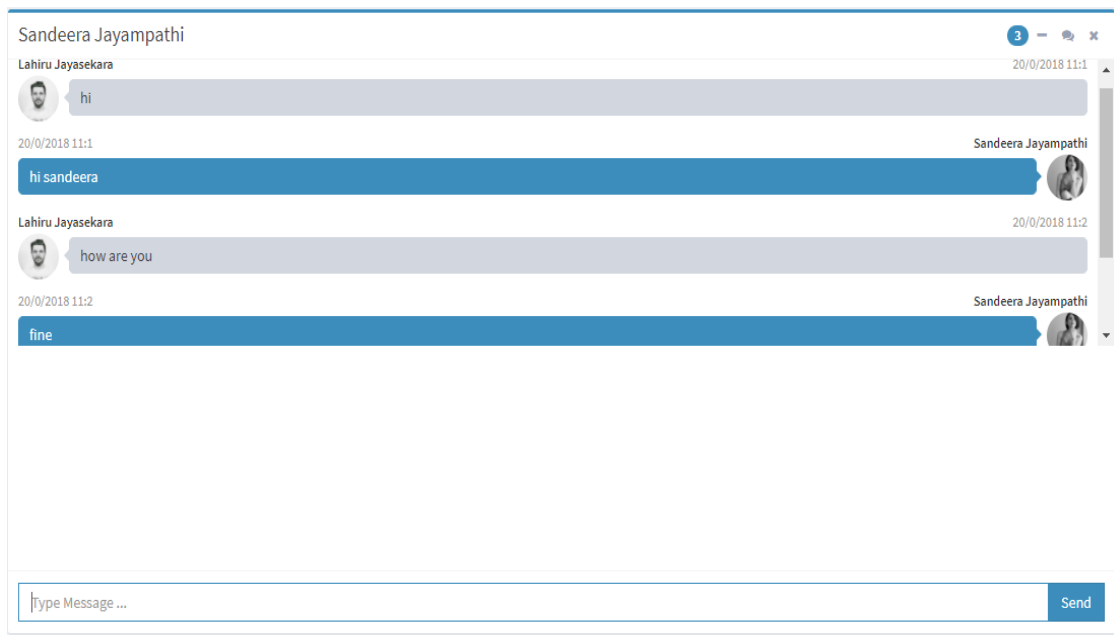 Sandeera Jayampathi 3
Lahiru Jayasekara 20/0/2018 11:1
hi
20/0/2018 11:1 Sandeera Jayampathi
hi sandeera
Lahiru Jayasekara 20/0/2018 11:2
how are you
20/0/2018 11:2 Sandeera Jayampathi
fine
Type Message ... Send